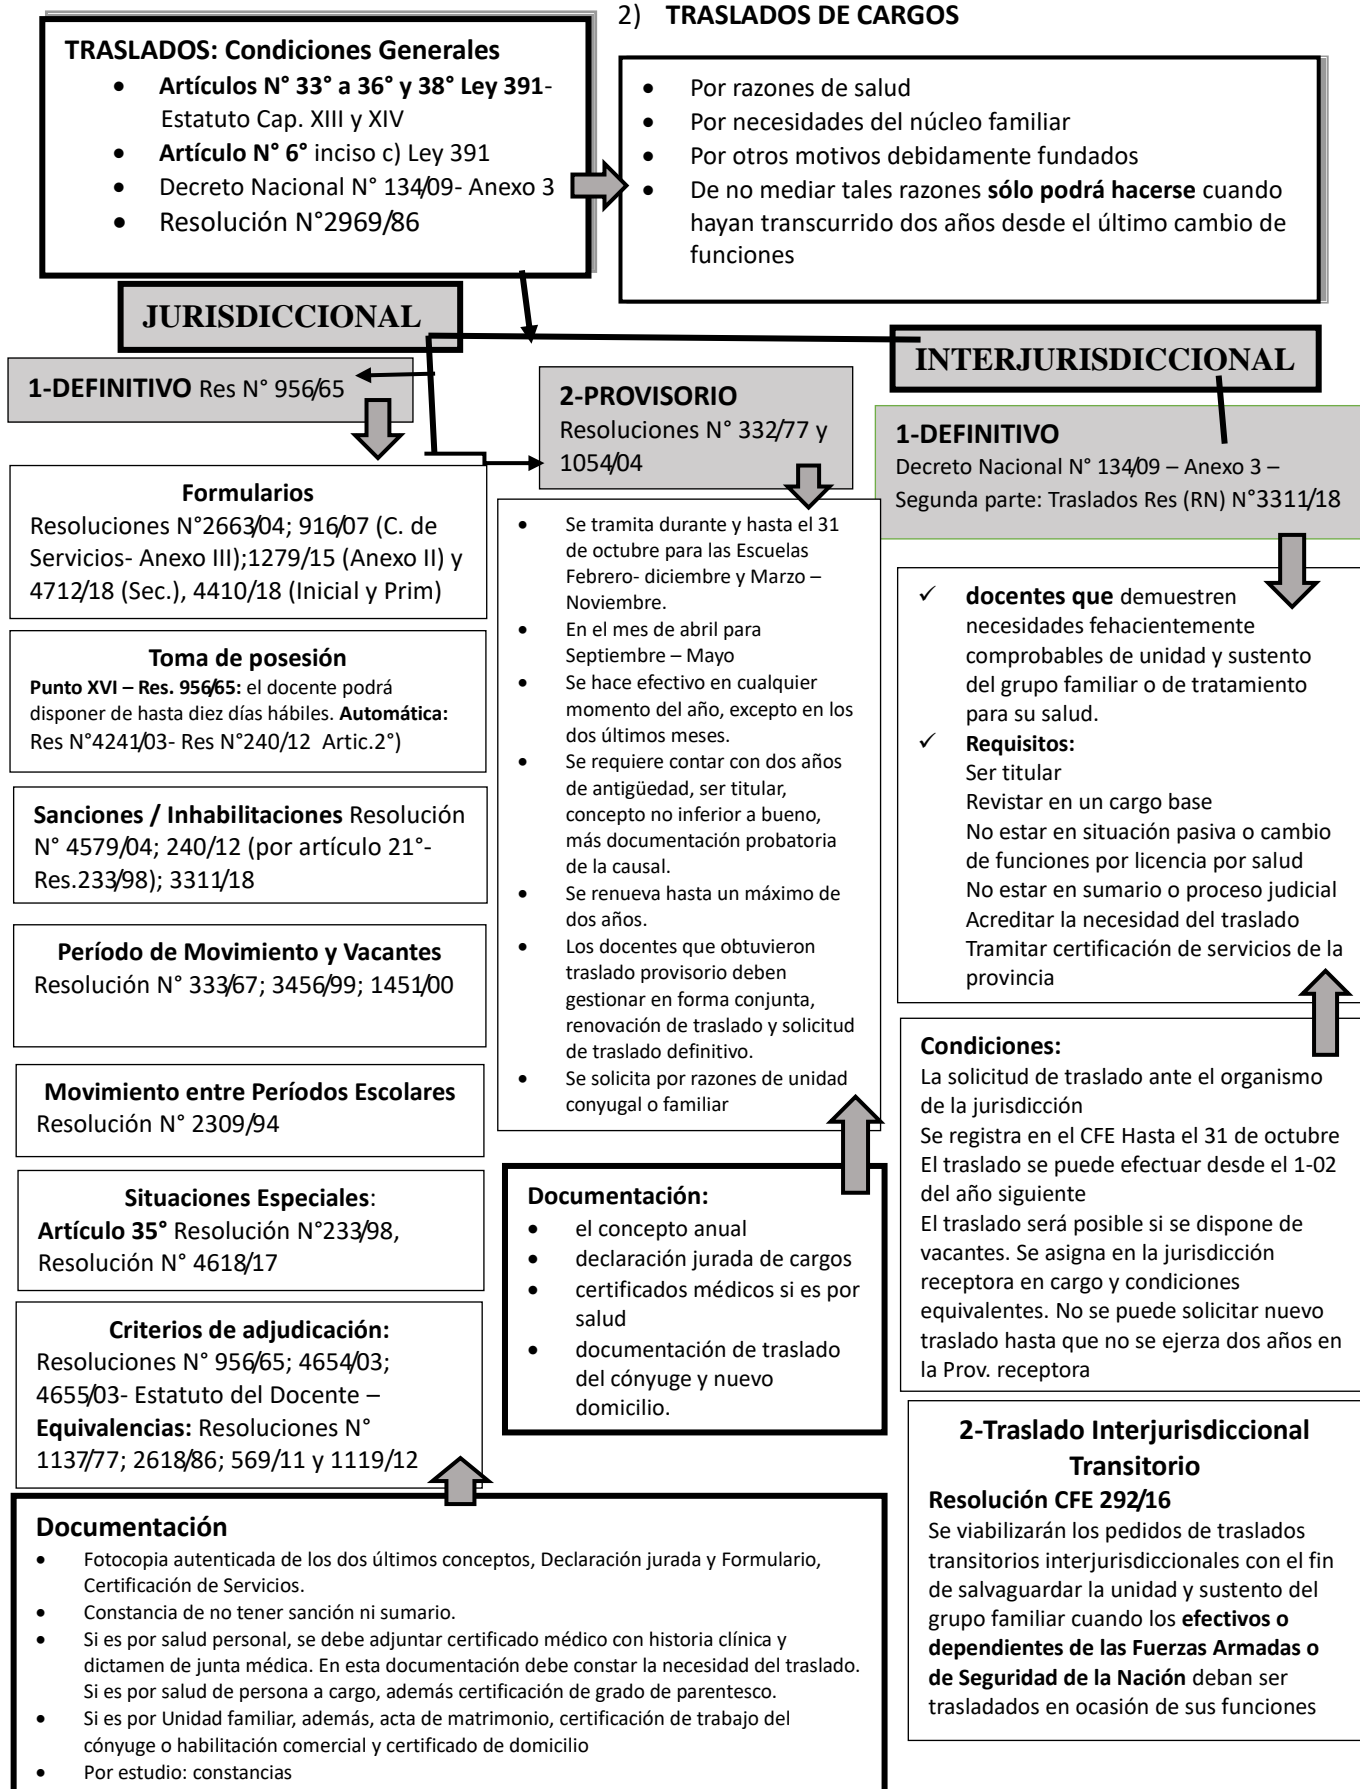 2) TRASLADOS DE CARGOS
TRASLADOS: Condiciones Generales
• Artículos N° 33° a 36° y 38° Ley 391-
Estatuto Cap. XIII y XIV
• Artículo N° 6° inciso c) Ley 391
• Decreto Nacional N° 134/09- Anexo 3
• Resolución N°2969/86
• Por razones de salud
• Por necesidades del núcleo familiar
• Por otros motivos debidamente fundados
• De no mediar tales razones sólo podrá hacerse cuando
hayan transcurrido dos años desde el último cambio de
funciones
JURISDICCIONAL
INTERJURISDICCIONAL
1-DEFINITIVO Res N° 956/65
Formularios
Resoluciones N°2663/04; 916/07 (C. de
Servicios- Anexo III);1279/15 (Anexo II) y
4712/18 (Sec.), 4410/18 (Inicial y Prim)
Toma de posesión
Punto XVI – Res. 956/65: el docente podrá
disponer de hasta diez días hábiles. Automática:
Res N°4241/03- Res N°240/12 Artic.2°)
Sanciones / Inhabilitaciones Resolución
N° 4579/04; 240/12 (por artículo 21°-
Res.233/98); 3311/18
Período de Movimiento y Vacantes
Resolución N° 333/67; 3456/99; 1451/00
Movimiento entre Períodos Escolares
Resolución N° 2309/94
Situaciones Especiales:
Artículo 35° Resolución N°233/98,
Resolución N° 4618/17
Criterios de adjudicación:
Resoluciones N° 956/65; 4654/03;
4655/03- Estatuto del Docente –
Equivalencias: Resoluciones N°
1137/77; 2618/86; 569/11 y 1119/12
Documentación
• Fotocopia autenticada de los dos últimos conceptos, Declaración jurada y Formulario,
Certificación de Servicios.
• Constancia de no tener sanción ni sumario.
• Si es por salud personal, se debe adjuntar certificado médico con historia clínica y
dictamen de junta médica. En esta documentación debe constar la necesidad del traslado.
Si es por salud de persona a cargo, además certificación de grado de parentesco.
• Si es por Unidad familiar, además, acta de matrimonio, certificación de trabajo del
cónyuge o habilitación comercial y certificado de domicilio
• Por estudio: constancias
2-PROVISORIO
Resoluciones N° 332/77 y
1054/04
• Se tramita durante y hasta el 31
de octubre para las Escuelas
Febrero- diciembre y Marzo –
Noviembre.
• En el mes de abril para
Septiembre – Mayo
• Se hace efectivo en cualquier
momento del año, excepto en los
dos últimos meses.
• Se requiere contar con dos años
de antigüedad, ser titular,
concepto no inferior a bueno,
más documentación probatoria
de la causal.
• Se renueva hasta un máximo de
dos años.
• Los docentes que obtuvieron
traslado provisorio deben
gestionar en forma conjunta,
renovación de traslado y solicitud
de traslado definitivo.
• Se solicita por razones de unidad
conyugal o familiar
Documentación:
• el concepto anual
• declaración jurada de cargos
• certificados médicos si es por
salud
• documentación de traslado
del cónyuge y nuevo
domicilio.
1-DEFINITIVO
Decreto Nacional N° 134/09 – Anexo 3 –
Segunda parte: Traslados Res (RN) N°3311/18
✓ docentes que demuestren
necesidades fehacientemente
comprobables de unidad y sustento
del grupo familiar o de tratamiento
para su salud.
✓ Requisitos:
Ser titular
Revistar en un cargo base
No estar en situación pasiva o cambio
de funciones por licencia por salud
No estar en sumario o proceso judicial
Acreditar la necesidad del traslado
Tramitar certificación de servicios de la
provincia
Condiciones:
La solicitud de traslado ante el organismo
de la jurisdicción
Se registra en el CFE Hasta el 31 de octubre
El traslado se puede efectuar desde el 1-02
del año siguiente
El traslado será posible si se dispone de
vacantes. Se asigna en la jurisdicción
receptora en cargo y condiciones
equivalentes. No se puede solicitar nuevo
traslado hasta que no se ejerza dos años en
la Prov. receptora
2-Traslado Interjurisdiccional
Transitorio
Resolución CFE 292/16
Se viabilizarán los pedidos de traslados
transitorios interjurisdiccionales con el fin
de salvaguardar la unidad y sustento del
grupo familiar cuando los efectivos o
dependientes de las Fuerzas Armadas o
de Seguridad de la Nación deban ser
trasladados en ocasión de sus funciones